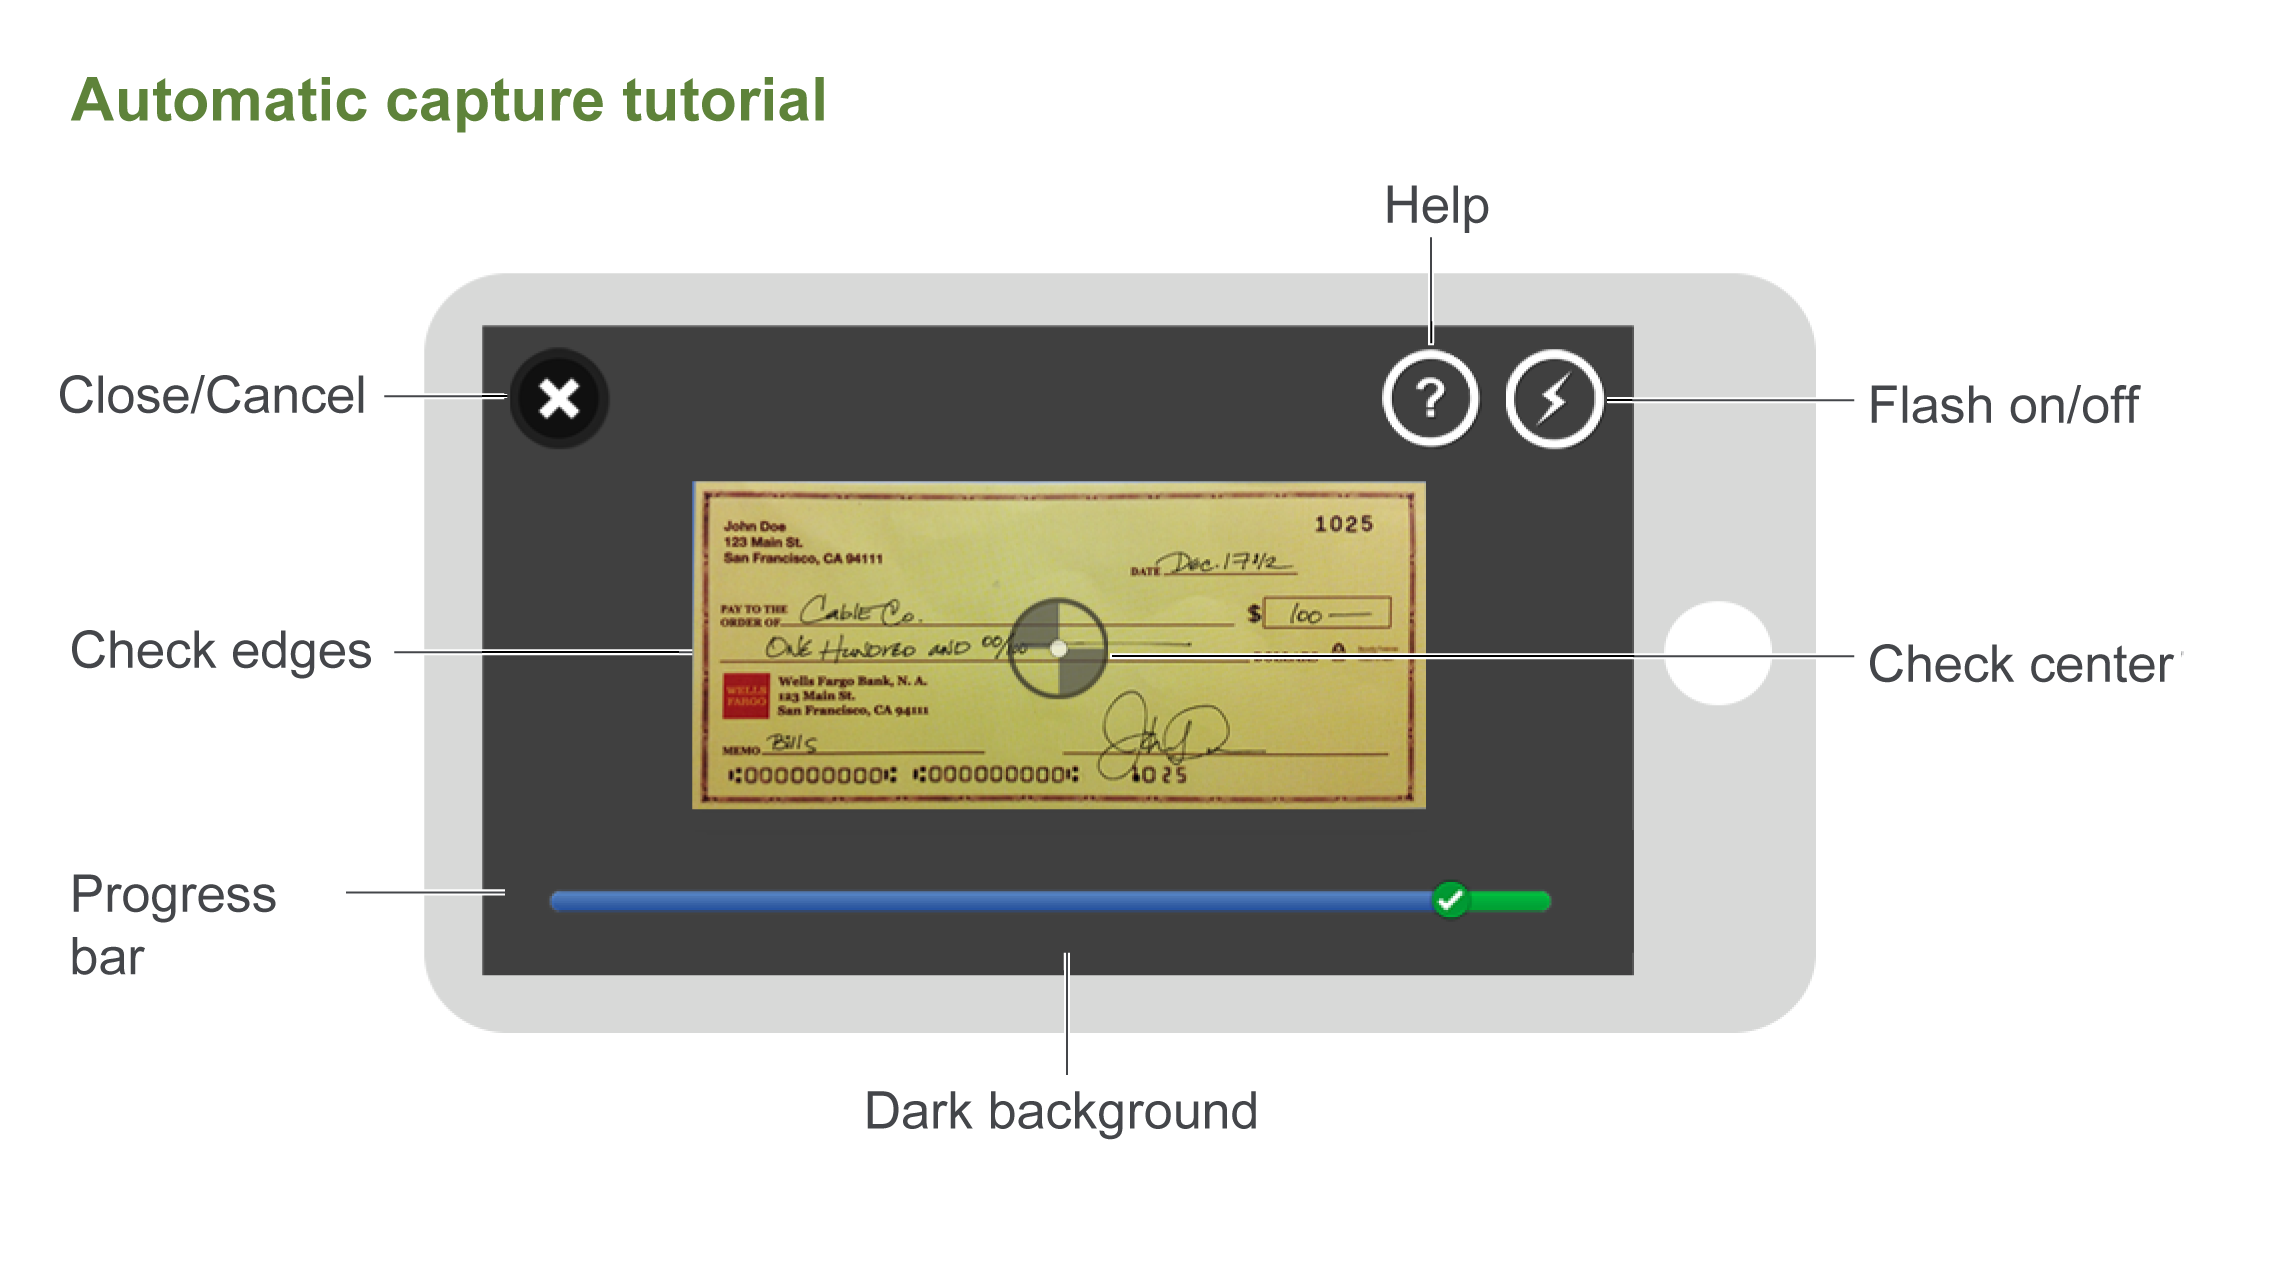 Automatic capture tutorial
Help
Close/Cancel
?
Flash on/off
John Doe
123 Main St.
San Francisco, CA 94111
1025
DATE Dec. 17
PAY TO THE
ORDER OF Cable Co.
$ 100
ONE HUNDRED AND 00/100
DOLLARS
Check edges
Check center
WELLS
FARGO
Wells Fargo Bank, N. A.
123 Main St.
San Francisco, CA 94111
MEMO Bills
⑆000000000⑆ ⑆0000000000⑆ 1025
Progress
bar
Dark background